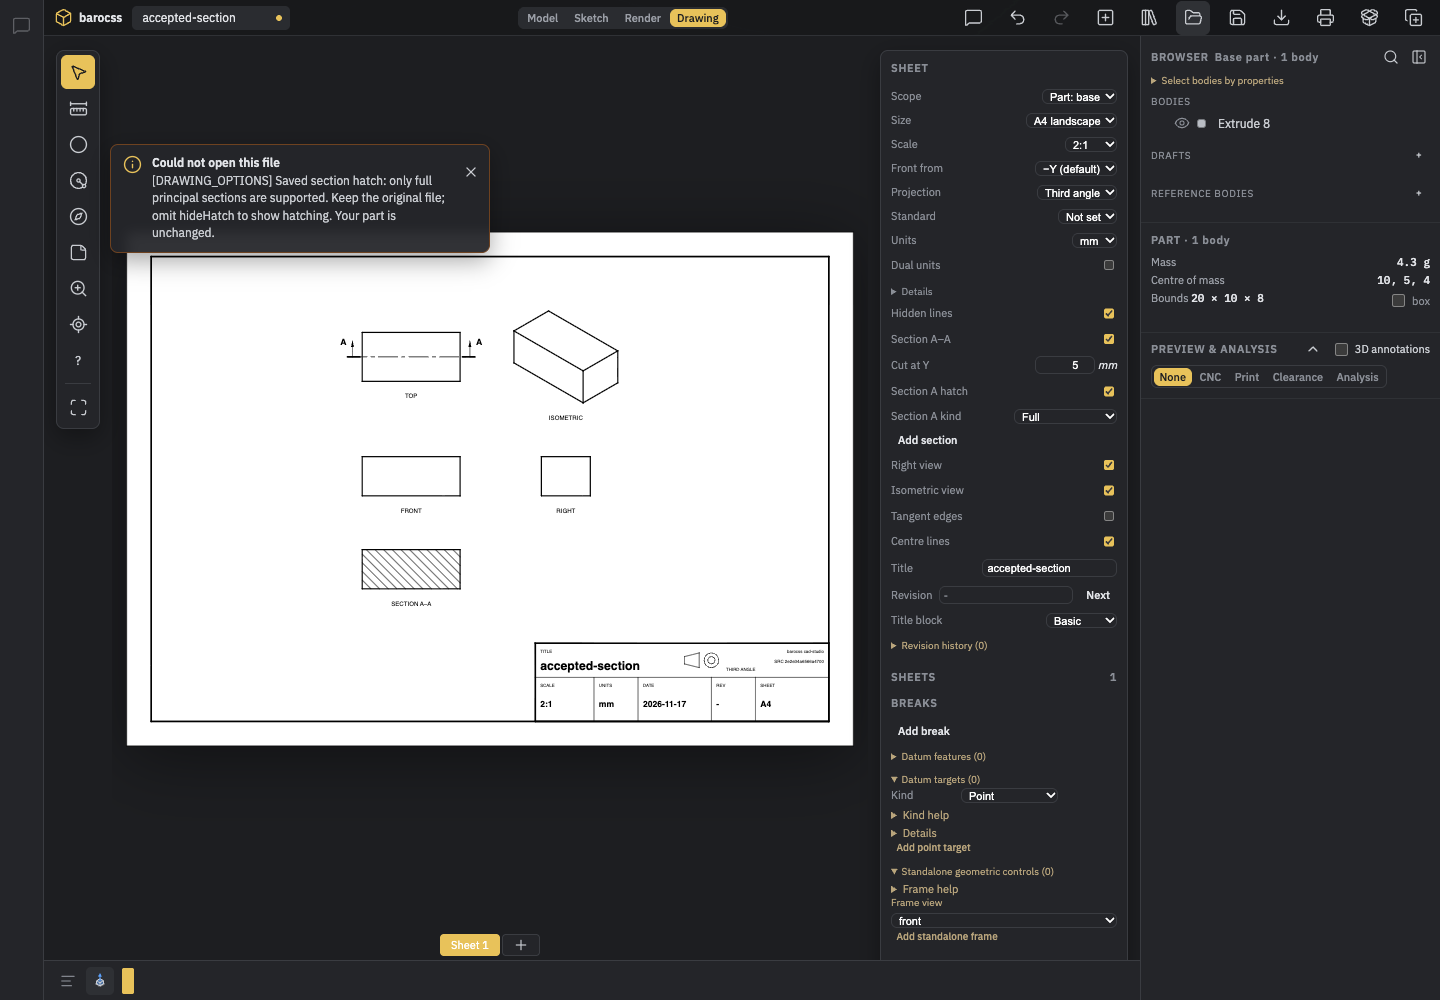 barocss
accepted-section
Model
Sketch
Render
Drawing
Could not open this file
[DRAWING_OPTIONS] Saved section hatch: only full
principal sections are supported. Keep the original file;
omit hideHatch to show hatching. Your part is
unchanged.
?
A
A
TOP
ISOMETRIC
FRONT
RIGHT
SECTION A–A
TITLE
accepted-section
THIRD ANGLE
barocss cad-studio
SCALE
2:1
UNITS
mm
DATE
2026-11-17
REV
-
SHEET
A4
Sheet 1
SHEET
Scope
Part: base
Size
A4 landscape
Scale
2:1
Front from
−Y (default)
Projection
Third angle
Standard
Not set
Units
mm
Dual units
Details
Hidden lines
Section A–A
Cut at Y
5
mm
Section A hatch
Section A kind
Full
Add section
Right view
Isometric view
Tangent edges
Centre lines
Title
accepted-section
Revision
-
Next
Title block
Basic
Revision history (0)
SHEETS
1
BREAKS
Add break
Datum features (0)
Datum targets (0)
Kind
Point
Kind help
Details
Add point target
Standalone geometric controls (0)
Frame help
Frame view
front
Add standalone frame
BROWSER Base part · 1 body
Select bodies by properties
BODIES
Extrude 8
DRAFTS
+
REFERENCE BODIES
+
PART · 1 body
Mass
4.3 g
Centre of mass
10, 5, 4
Bounds 20 × 10 × 8
box
PREVIEW & ANALYSIS
3D annotations
None
CNC
Print
Clearance
Analysis